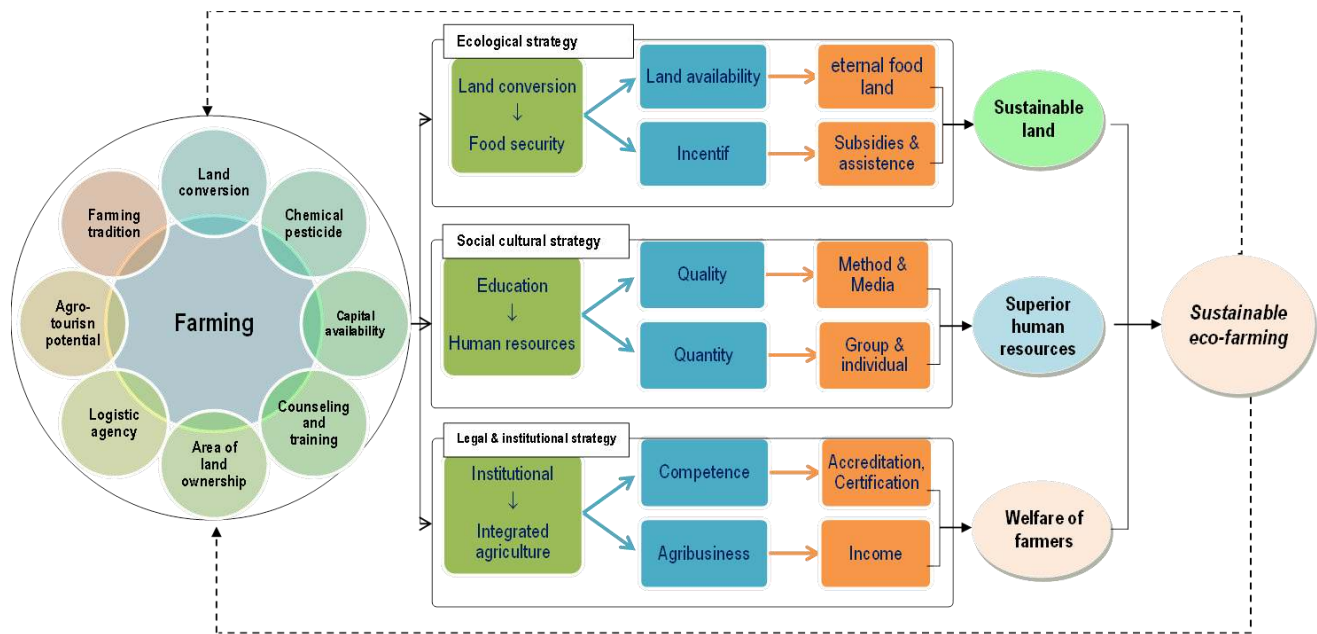 Land
conversion
Chemical
pesticide
Capital
availability
Counseling
and
training
Area of
land
ownership
Logistic
agency
Agro-
tourism
potential
Farming
tradition
Farming
Ecological strategy
Land conversion
↓
Food security
Land availability
eternal food
land
Incentif
Subsidies &
assistence
Sustainable
land
Social cultural strategy
Education
↓
Human resources
Quality
Method &
Media
Quantity
Group &
individual
Superior
human
resources
Legal & institutional strategy
Institutional
↓
Integrated
agriculture
Competence
Accreditation,
Certification
Agribusiness
Income
Welfare of
farmers
Sustainable
eco-farming